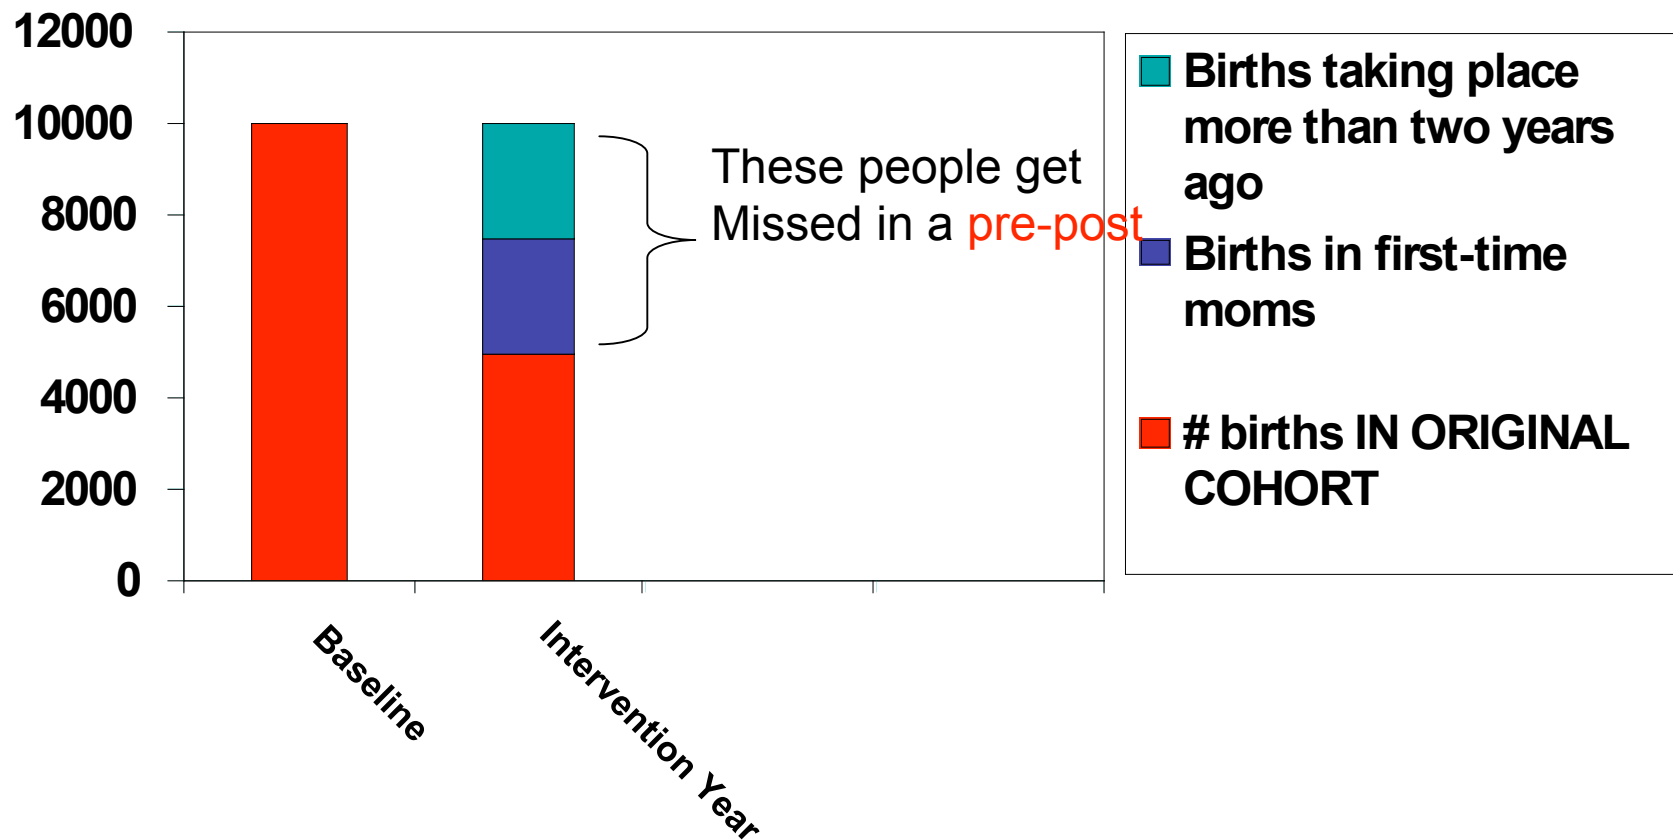 12000
10000
8000
6000
4000
2000
0
These people get
Missed in a pre-post
Baseline
Intervention Year
Births taking place
more than two years
ago
Births in first-time
moms
# births IN ORIGINAL
COHORT